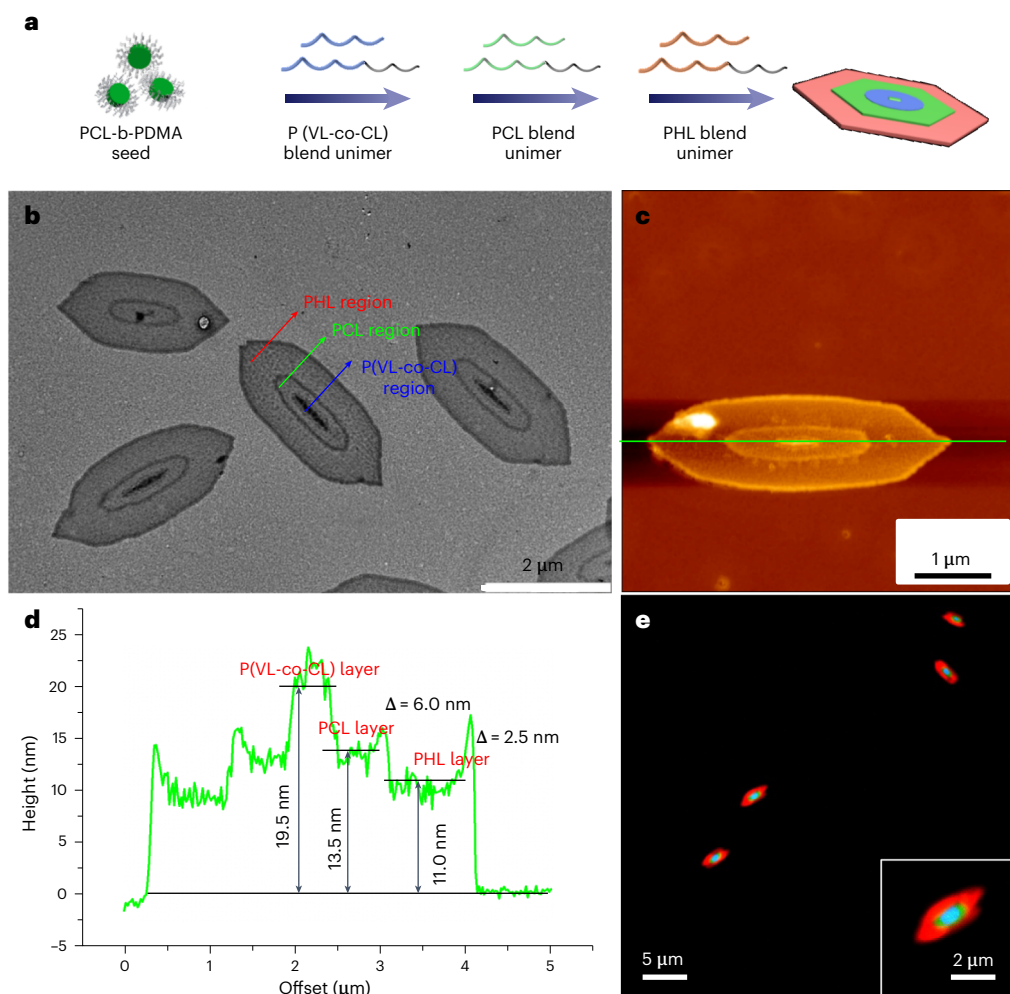 a
PCL-b-PDMA
seed
P (VL-co-CL)
blend unimer
PCL blend
unimer
PHL blend
unimer
b
PHL region
PCL region
P(VL-co-CL)
region
2 μm
c
1 μm
d
25
20
15
10
5
0
–5
Height (nm)
P(VL-co-CL) layer
Δ = 6.0 nm
PCL layer
Δ = 2.5 nm
PHL layer
19.5 nm
13.5 nm
11.0 nm
0
1
2
3
4
5
Offset (μm)
e
5 μm
2 μm